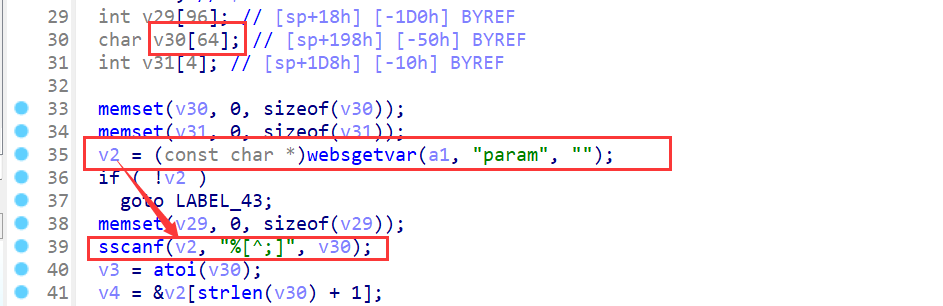 29 int v29[96]; // [sp+18h] [-1D0h] BYREF
30 char v30[64]; // [sp+198h] [-50h] BYREF
31 int v31[4]; // [sp+1D8h] [-10h] BYREF
32
33 memset(v30, 0, sizeof(v30));
34 memset(v31, 0, sizeof(v31));
35 v2 = (const char *)websgetvar(a1, "param", "");
36 if ( !v2 )
37 goto LABEL_43;
38 memset(v29, 0, sizeof(v29));
39 sscanf(v2, "%[^;]", v30);
40 v3 = atoi(v30);
41 v4 = &v2[strlen(v30) + 1];